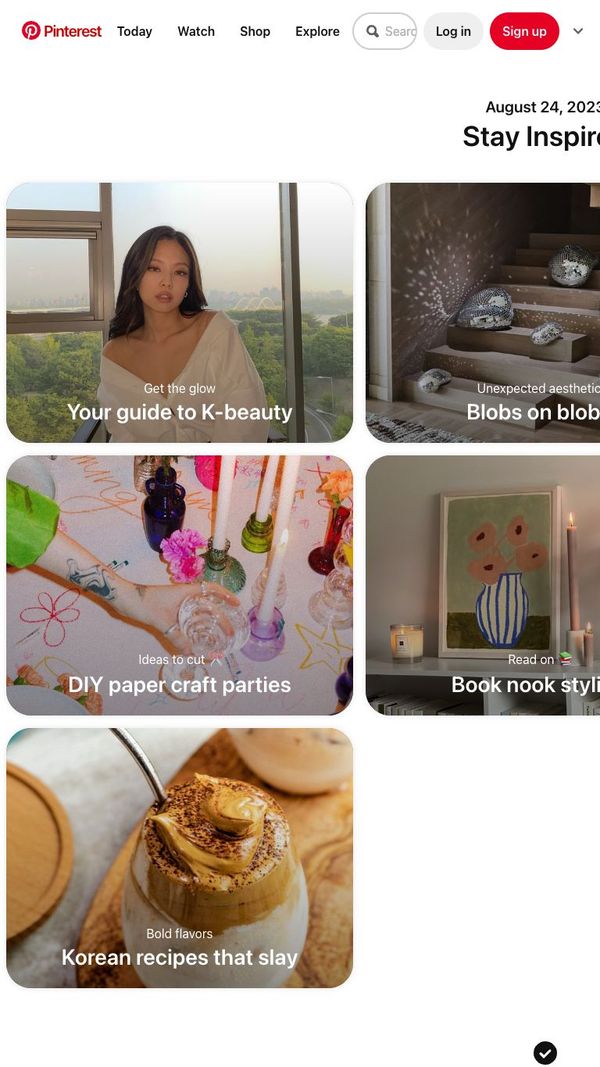 Pinterest
Today
Watch
Shop
Explore
Searc
Log in
Sign up
August 24, 2023
Stay Inspire
Get the glow
Your guide to K-beauty
Unexpected aesthetic
Blobs on blob
Ideas to cut ✂️
DIY paper craft parties
Read on 📚
Book nook styli
Bold flavors
Korean recipes that slay